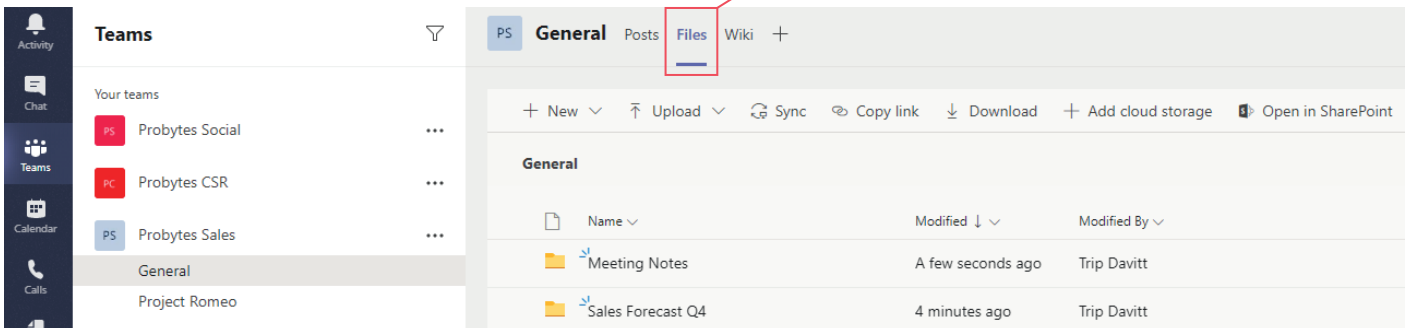 Activity
Chat
Teams
Calendar
Calls
Teams
Your teams
PS Probytes Social
PC Probytes CSR
PS Probytes Sales
General
Project Romeo
PS General Posts Files Wiki
New Upload Sync Copy link Download Add cloud storage Open in SharePoint
General
Name Modified Modified By
Meeting Notes A few seconds ago Trip Davitt
Sales Forecast Q4 4 minutes ago Trip Davitt